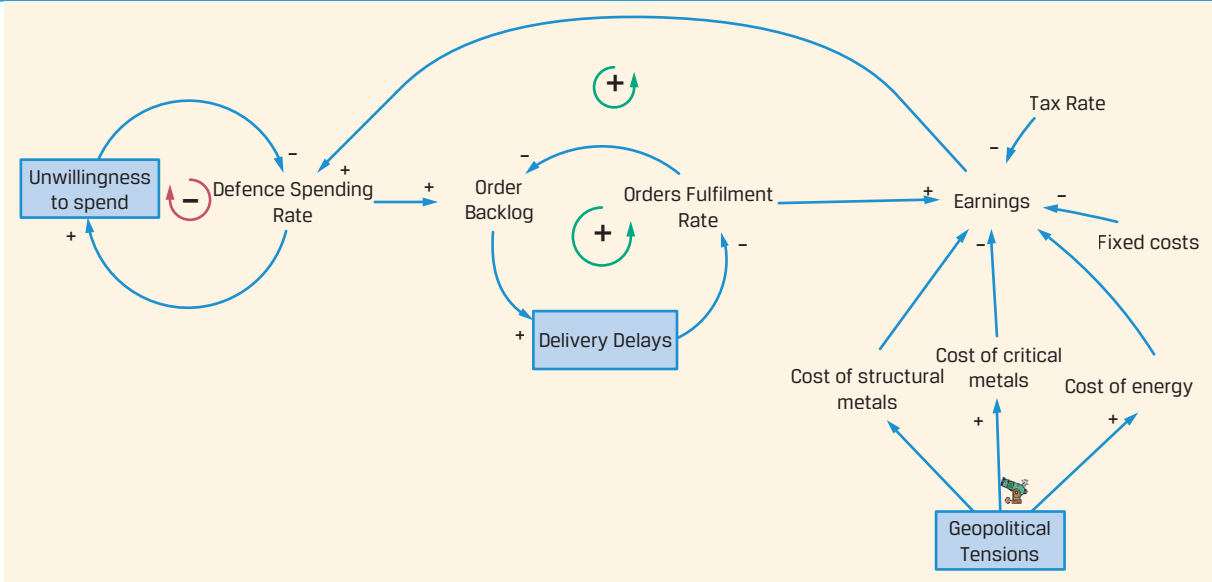 +
Tax Rate
–
–
–
+
Unwillingness
to spend
–
Defence Spending
Rate
+
Order
Backlog
+
Orders Fulfilment
Rate
+
Earnings
–
Fixed costs
+
–
–
+
Delivery Delays
Cost of structural
metals
Cost of critical
metals
Cost of energy
+
+
Geopolitical
Tensions